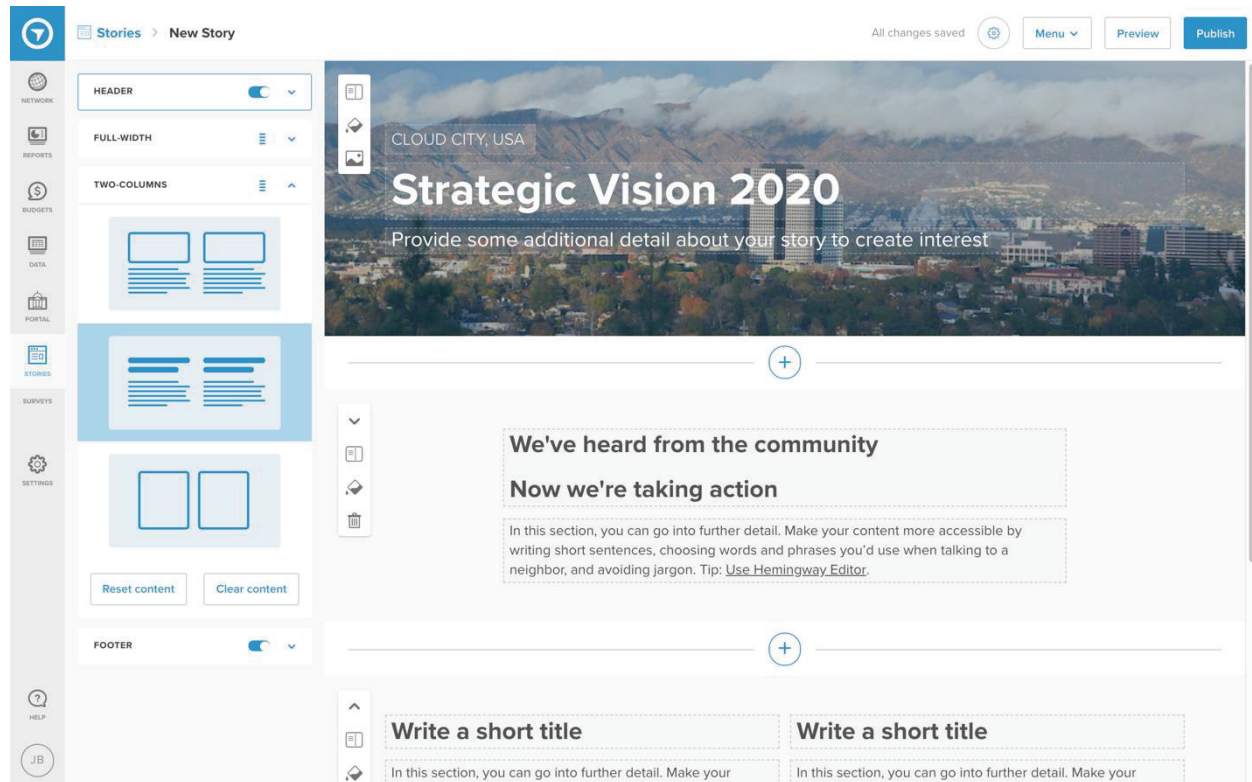 Stories > New Story
All changes saved
Menu
Preview
Publish
NETWORK
REPORTS
BUDGETS
DATA
PORTAL
STORIES
SURVEYS
SETTINGS
HELP
JB
HEADER
FULL-WIDTH
TWO-COLUMNS
Reset content
Clear content
FOOTER
CLOUD CITY, USA
Strategic Vision 2020
Provide some additional detail about your story to create interest
We've heard from the community
Now we're taking action
In this section, you can go into further detail. Make your content more accessible by
writing short sentences, choosing words and phrases you’d use when talking to a
neighbor, and avoiding jargon. Tip: Use Hemingway Editor.
Write a short title
In this section, you can go into further detail. Make your
Write a short title
In this section, you can go into further detail. Make your